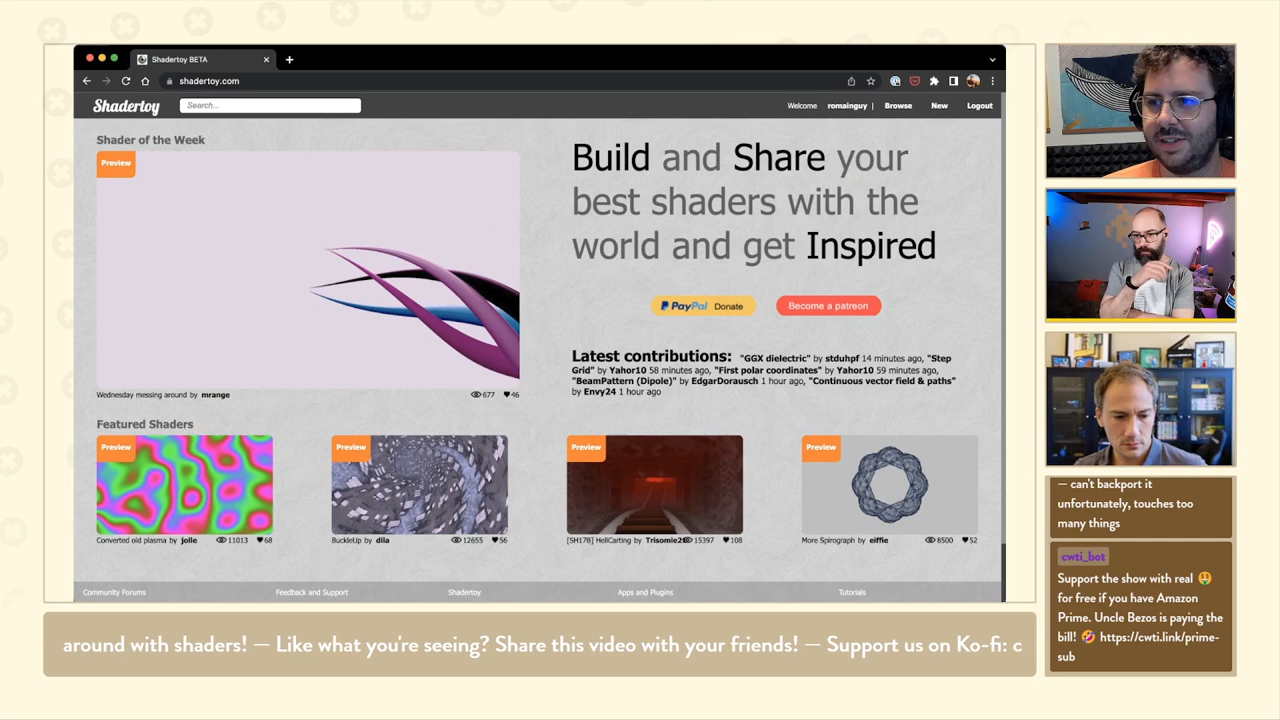 Shadertoy BETA
shadertoy.com
Shadertoy
Search...
Welcome romainguy | Browse New Logout
Shader of the Week
Preview
Wednesday messing around by mrange 677 46
Build and Share your
best shaders with the
world and get Inspired
PayPal Donate
Become a patreon
Latest contributions: "GGX dielectric" by stduhpf 14 minutes ago, "Step
Grid" by Yahor10 58 minutes ago, "First polar coordinates" by Yahor10 59 minutes ago,
"BeamPattern (Dipole)" by EdgarDorausch 1 hour ago, "Continuous vector field & paths"
by Envy24 1 hour ago
Featured Shaders
Preview
Converted old plasma by jolle 11013 68
Preview
BuckleUp by dila 12655 56
Preview
[SH17B] HellCarting by 15397 108
Preview
More Spirograph by eiffie 8500 52
Community Forums Feedback and Support Shadertoy Apps and Plugins Tutorials
— can't backport it
unfortunately, touches too
many things
cwti_bot
Support the show with real 🤑
for free if you have Amazon
Prime. Uncle Bezos is paying the
bill! 🤣 https://cwti.link/prime-
sub
around with shaders! — Like what you're seeing? Share this video with your friends! — Support us on Ko-fi: c